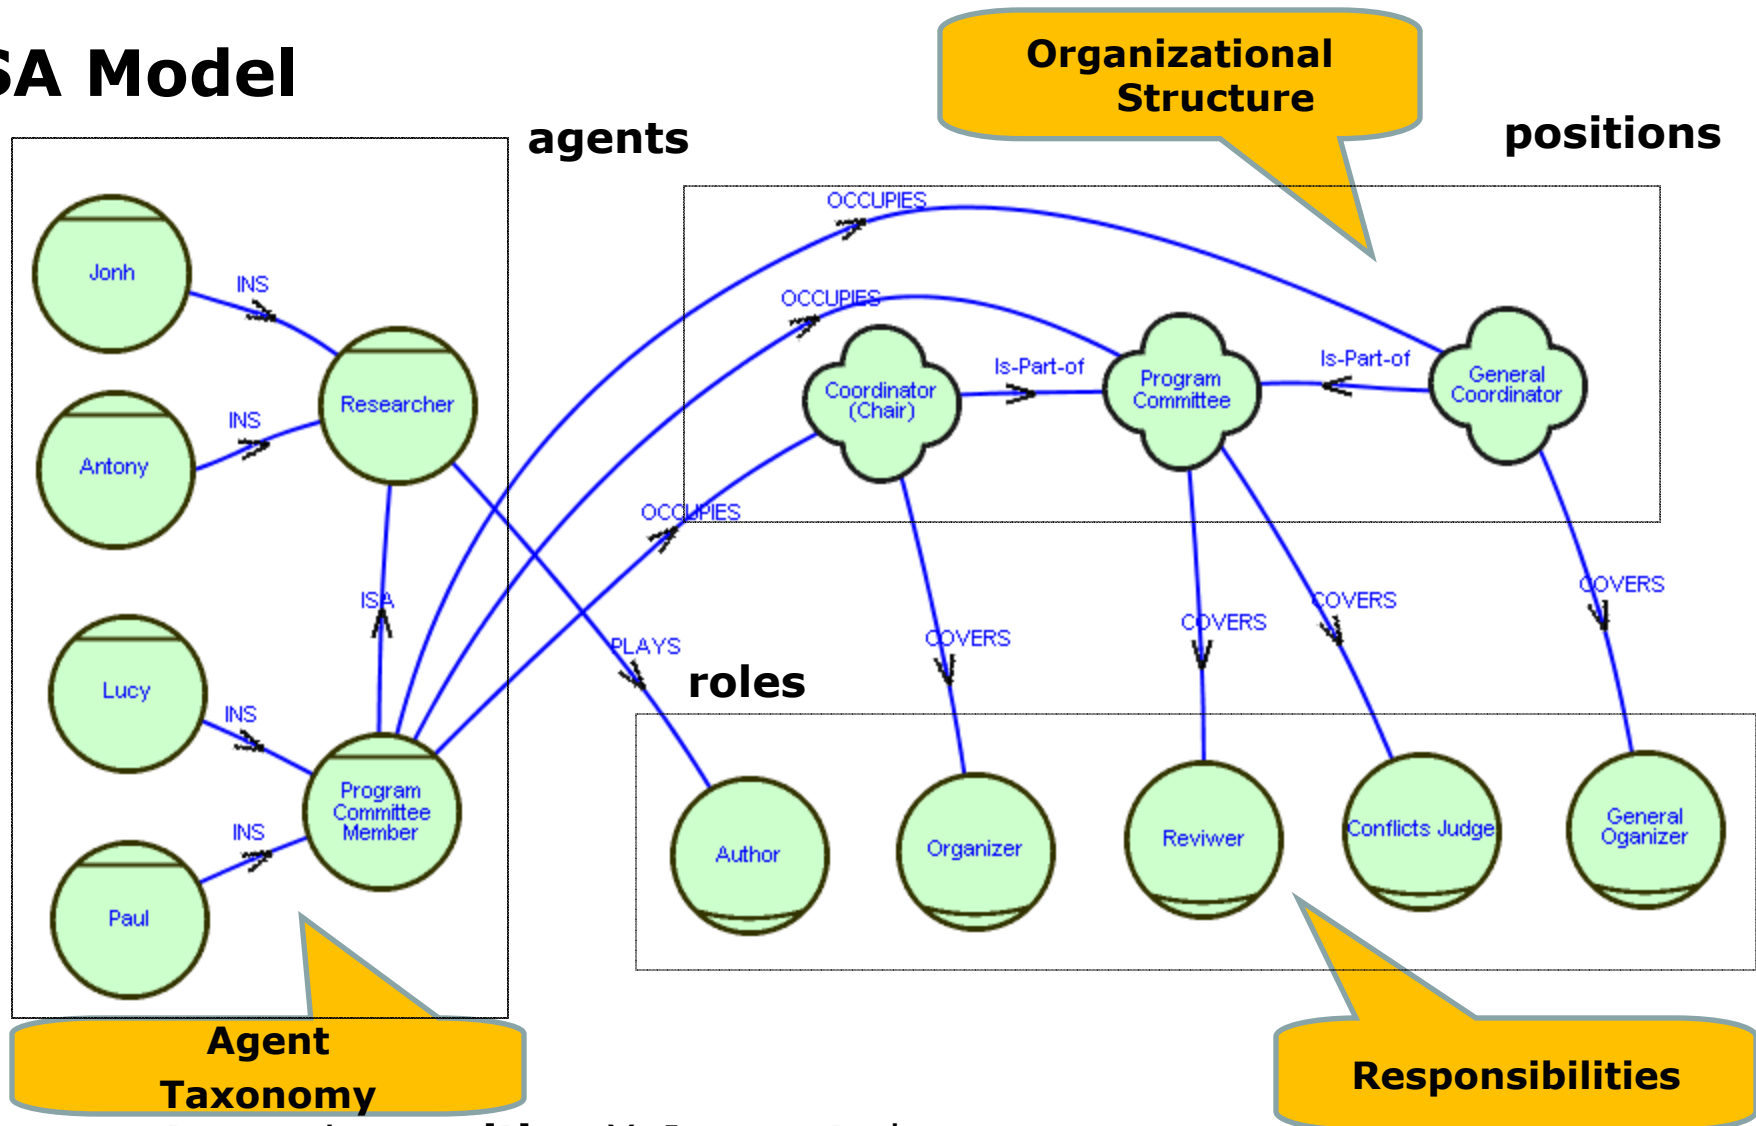 SA Model
Organizational
Structure
agents
positions
OCCUPIES
Jonh
INS
OCCUPIES
Researcher
Coordinator
(Chair)
Is-Part-of
Program
Committee
Is-Part-of
General
Coordinator
INS
Antony
OCCUPIES
ISA
PLAYS
COVERS
COVERS
COVERS
COVERS
roles
Lucy
INS
Program
Committee
Member
INS
Paul
Author
Organizer
Reviwer
Conflicts Judge
General
Oganizer
Agent
Taxonomy
Responsibilities